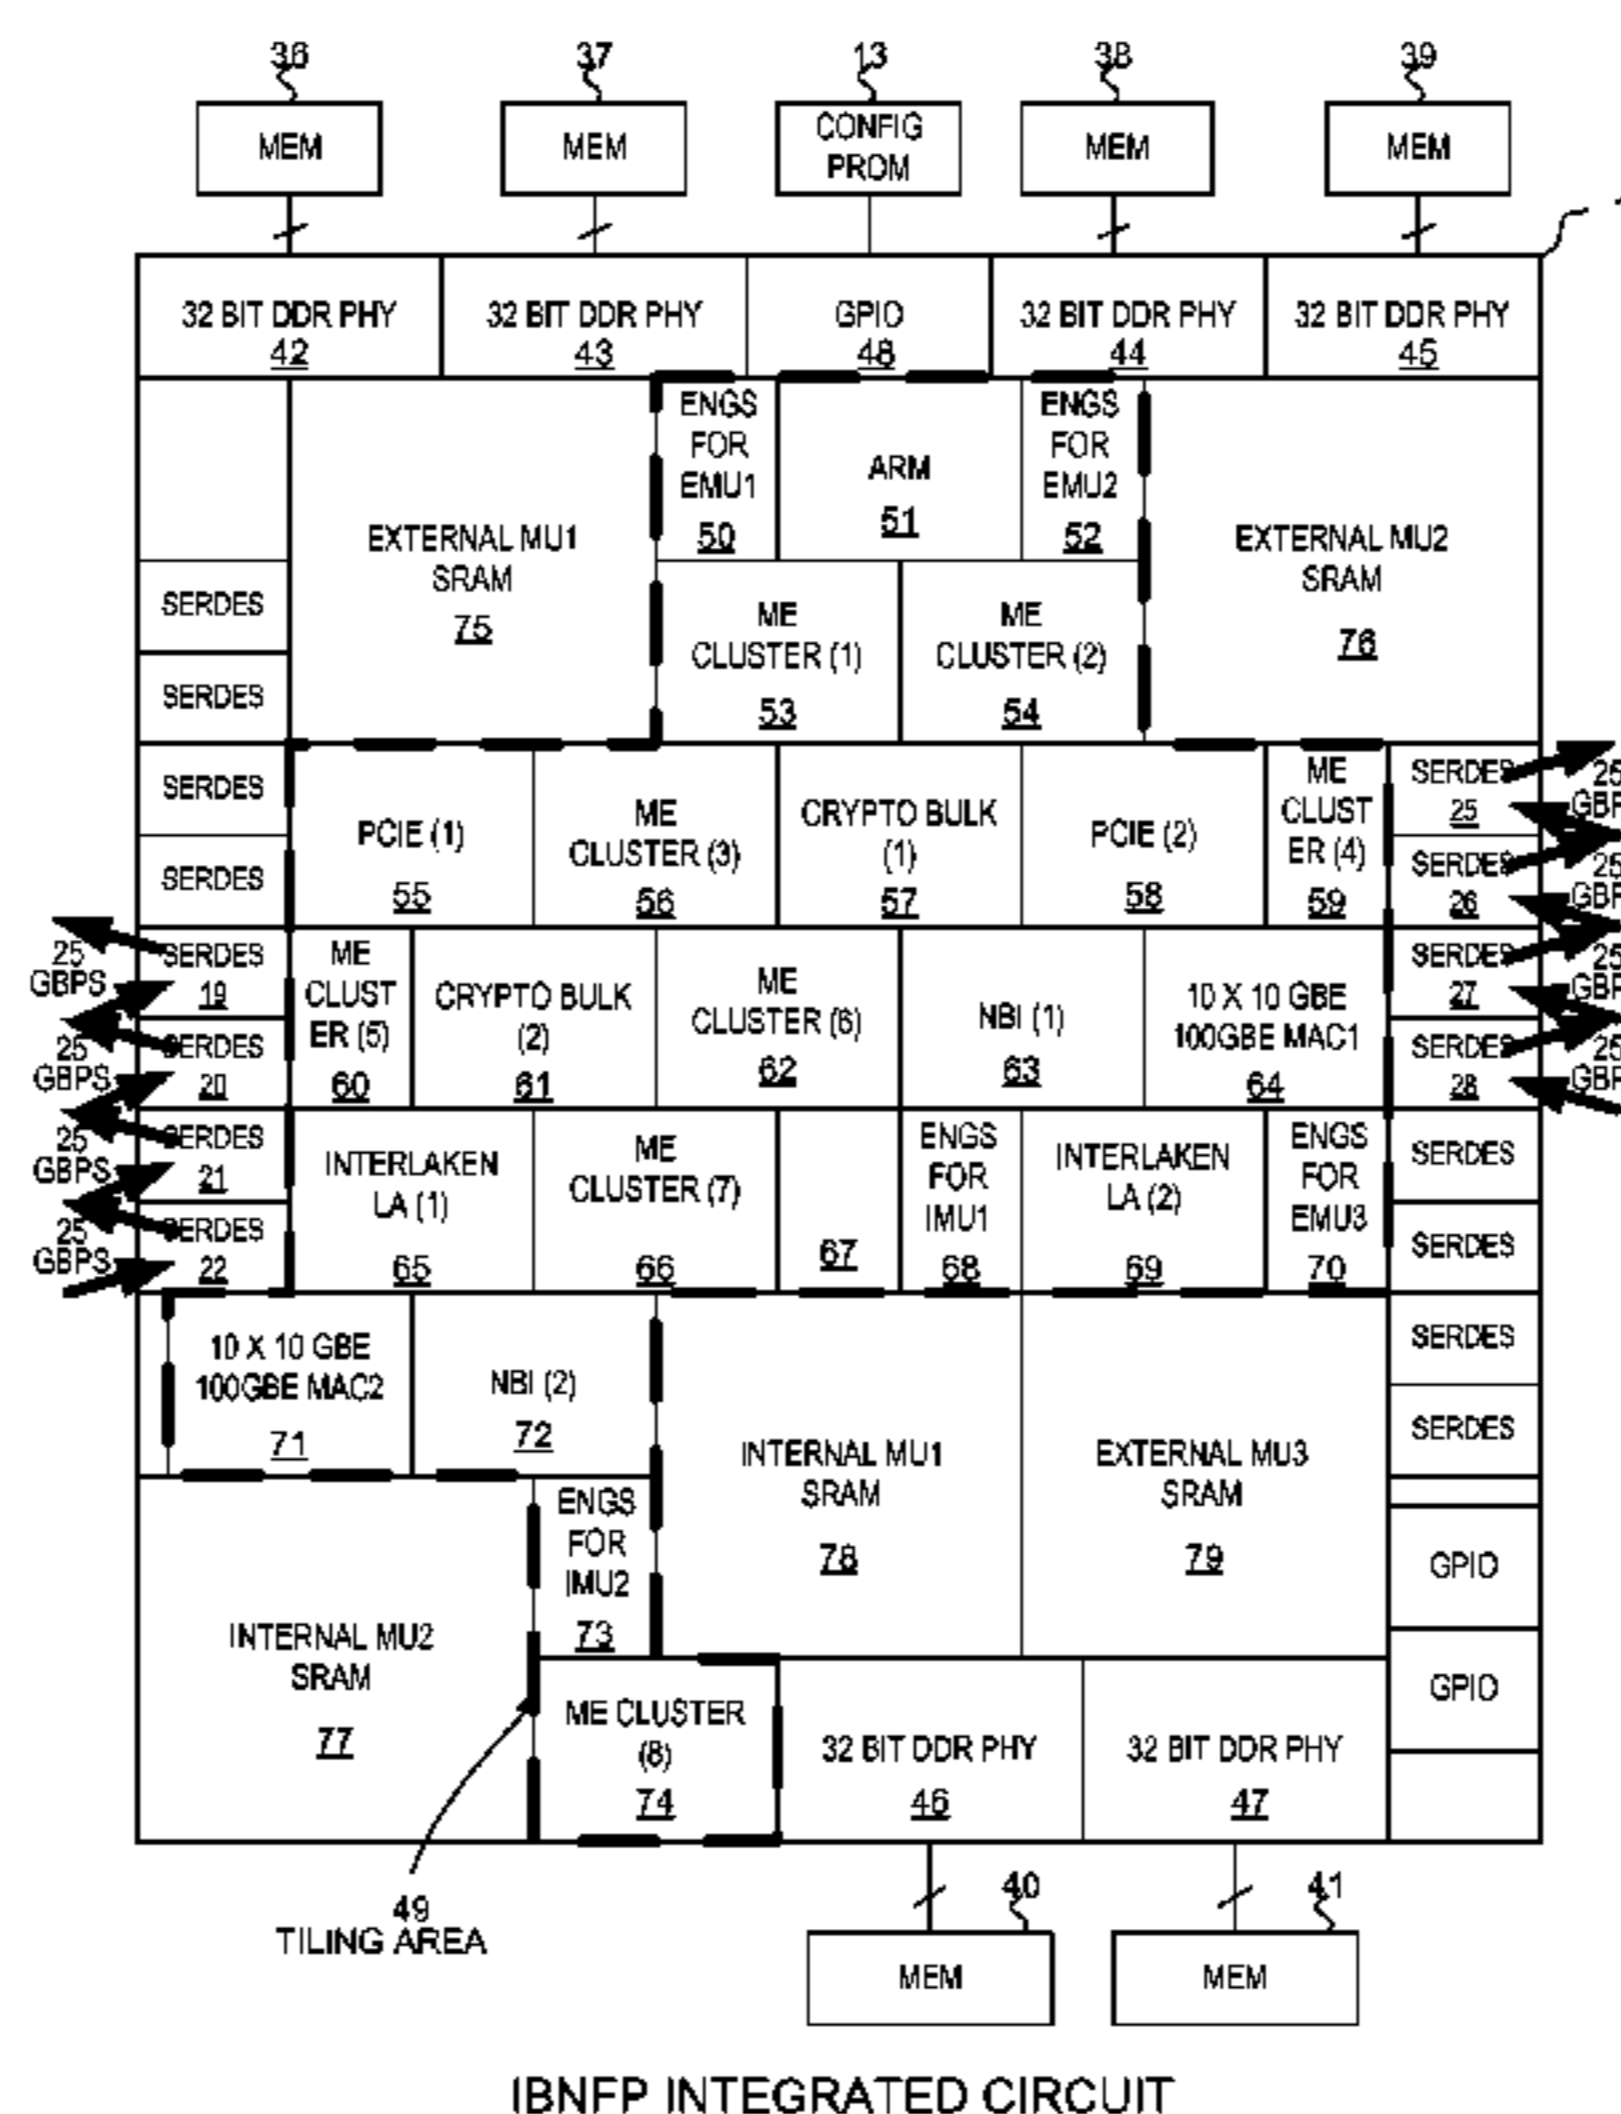 36
37
13
38
39
MEM
MEM
CONFIG
PROM
MEM
MEM
32 BIT DDR PHY
42
32 BIT DDR PHY
43
GPIO
48
32 BIT DDR PHY
44
32 BIT DDR PHY
45
EXTERNAL MU1
SRAM
75
ENGS
FOR
EMU1
50
ARM
51
ENGS
FOR
EMU2
52
EXTERNAL MU2
SRAM
76
SERDES
SERDES
ME
CLUSTER (1)
53
ME
CLUSTER (2)
54
SERDES
SERDES
PCIE (1)
55
ME
CLUSTER (3)
56
CRYPTO BULK
(1)
57
PCIE (2)
58
ME
CLUST
ER (4)
59
SERDES
25
SERDES
26
25
25
25
GBPS
SERDES
19
25
GBPS
SERDES
20
ME
CLUST
ER (5)
60
CRYPTO BULK
(2)
61
ME
CLUSTER (6)
62
NBI (1)
63
10 X 10 GBE
100GBE MAC1
64
SERDES
27
SERDES
28
25
25
25
GBPS
SERDES
21
25
GBPS
SERDES
22
INTERLAKEN
LA (1)
65
ME
CLUSTER (7)
66
67
ENGS
FOR
IMU1
68
INTERLAKEN
LA (2)
69
ENGS
FOR
EMU3
70
SERDES
SERDES
10 X 10 GBE
100GBE MAC2
71
NBI (2)
72
INTERNAL MU1
SRAM
78
EXTERNAL MU3
SRAM
79
SERDES
SERDES
INTERNAL MU2
SRAM
77
ENGS
FOR
IMU2
73
GPIO
GPIO
ME CLUSTER
(8)
74
32 BIT DDR PHY
46
32 BIT DDR PHY
47
49
TILING AREA
40
41
MEM
MEM
IBNFP INTEGRATED CIRCUIT